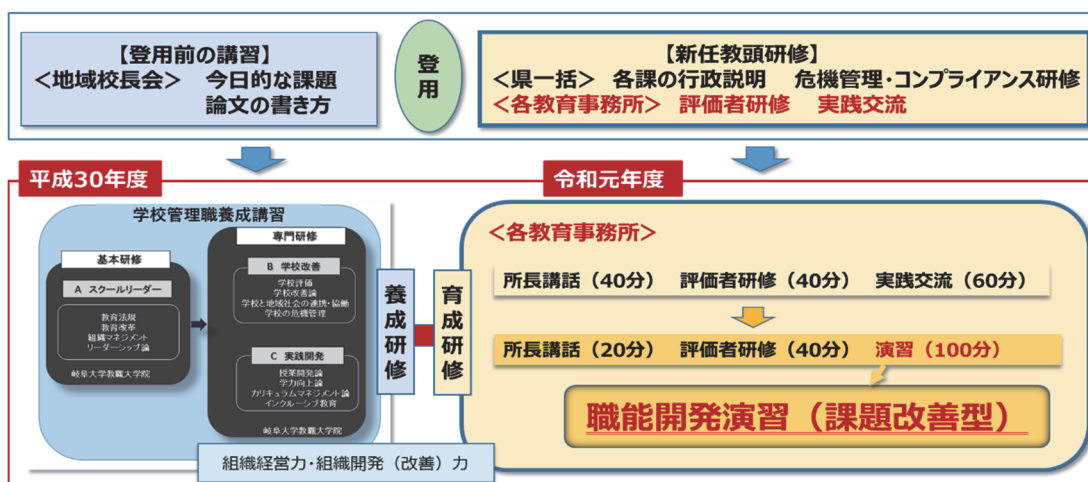 【登用前の講習】
＜地域校長会＞　今日的な課題
論文の書き方
登用
【新任教頭研修】
＜県一括＞　各課の行政説明　危機管理・コンプライアンス研修
＜各教育事務所＞　評価者研修　実践交流
平成30年度
学校管理職養成講習
基本研修
A スクールリーダー
教育法規
教育改革
組織マネジメント
リーダーシップ論
岐阜大学教職大学院
専門研修
B 学校改善
学校評価
学校改善論
学校と地域社会の連携・協働
学校の危機管理
C 実践開発
授業開発論
学力向上論
カリキュラムマネジメント論
インクルーシブ教育
岐阜大学教職大学院
組織経営力・組織開発（改善）力
養成研修
育成研修
令和元年度
＜各教育事務所＞
所長講話（40分）　評価者研修（40分）　実践交流（60分）
所長講話（20分）　評価者研修（40分）　演習（100分）
職能開発演習（課題改善型）